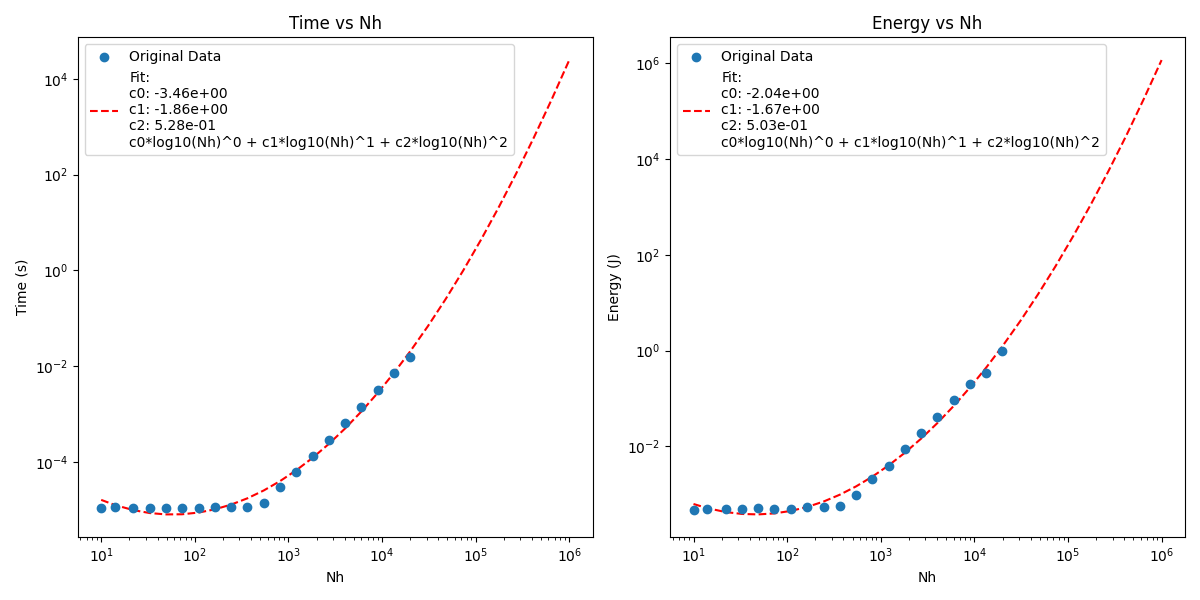 Time vs Nh
Original Data
Fit:
c0: -3.46e+00
c1: -1.86e+00
c2: 5.28e-01
c0*log10(Nh)^0 + c1*log10(Nh)^1 + c2*log10(Nh)^2
Time (s)
10^4
10^2
10^0
10^-2
10^-4
10^1
10^2
10^3
10^4
10^5
10^6
Nh
Energy vs Nh
Original Data
Fit:
c0: -2.04e+00
c1: -1.67e+00
c2: 5.03e-01
c0*log10(Nh)^0 + c1*log10(Nh)^1 + c2*log10(Nh)^2
Energy (J)
10^6
10^4
10^2
10^0
10^-2
10^1
10^2
10^3
10^4
10^5
10^6
Nh